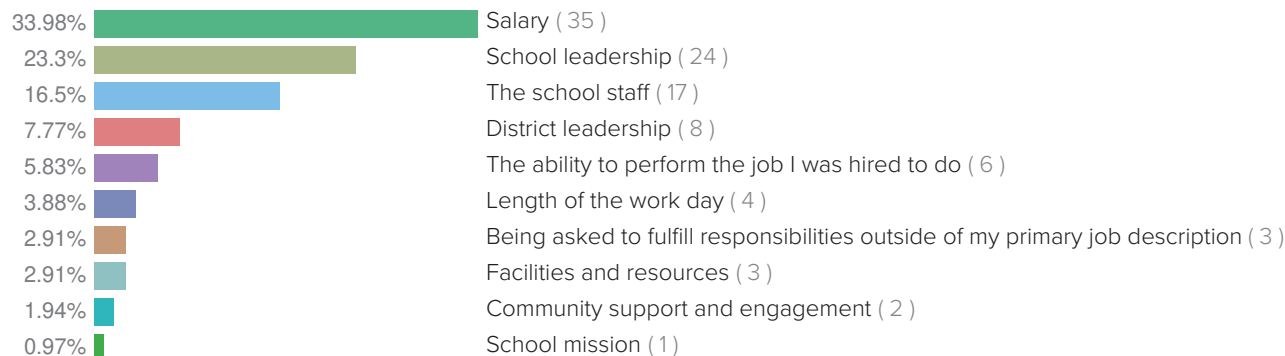 33.98% Salary ( 35 )
23.3% School leadership ( 24 )
16.5% The school staff ( 17 )
7.77% District leadership ( 8 )
5.83% The ability to perform the job I was hired to do ( 6 )
3.88% Length of the work day ( 4 )
2.91% Being asked to fulfill responsibilities outside of my primary job description ( 3 )
2.91% Facilities and resources ( 3 )
1.94% Community support and engagement ( 2 )
0.97% School mission ( 1 )